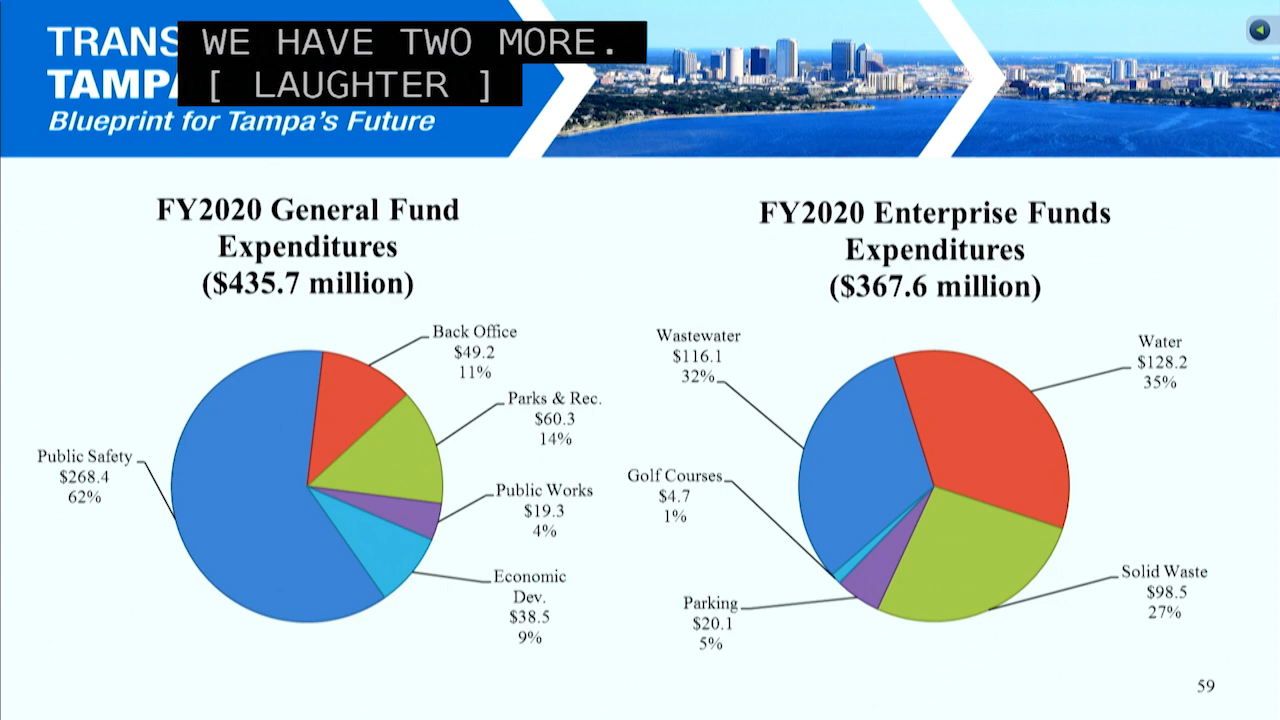 TRANS
WE HAVE TWO MORE.
TAMPA
[ LAUGHTER ]
Blueprint for Tampa's Future
FY2020 General Fund
Expenditures
($435.7 million)
Back Office
$49.2
11%
Parks & Rec.
$60.3
14%
Public Safety
$268.4
62%
Public Works
$19.3
4%
Economic
Dev.
$38.5
9%
FY2020 Enterprise Funds
Expenditures
($367.6 million)
Wastewater
$116.1
32%
Water
$128.2
35%
Golf Courses
$4.7
1%
Solid Waste
$98.5
27%
Parking
$20.1
5%
59